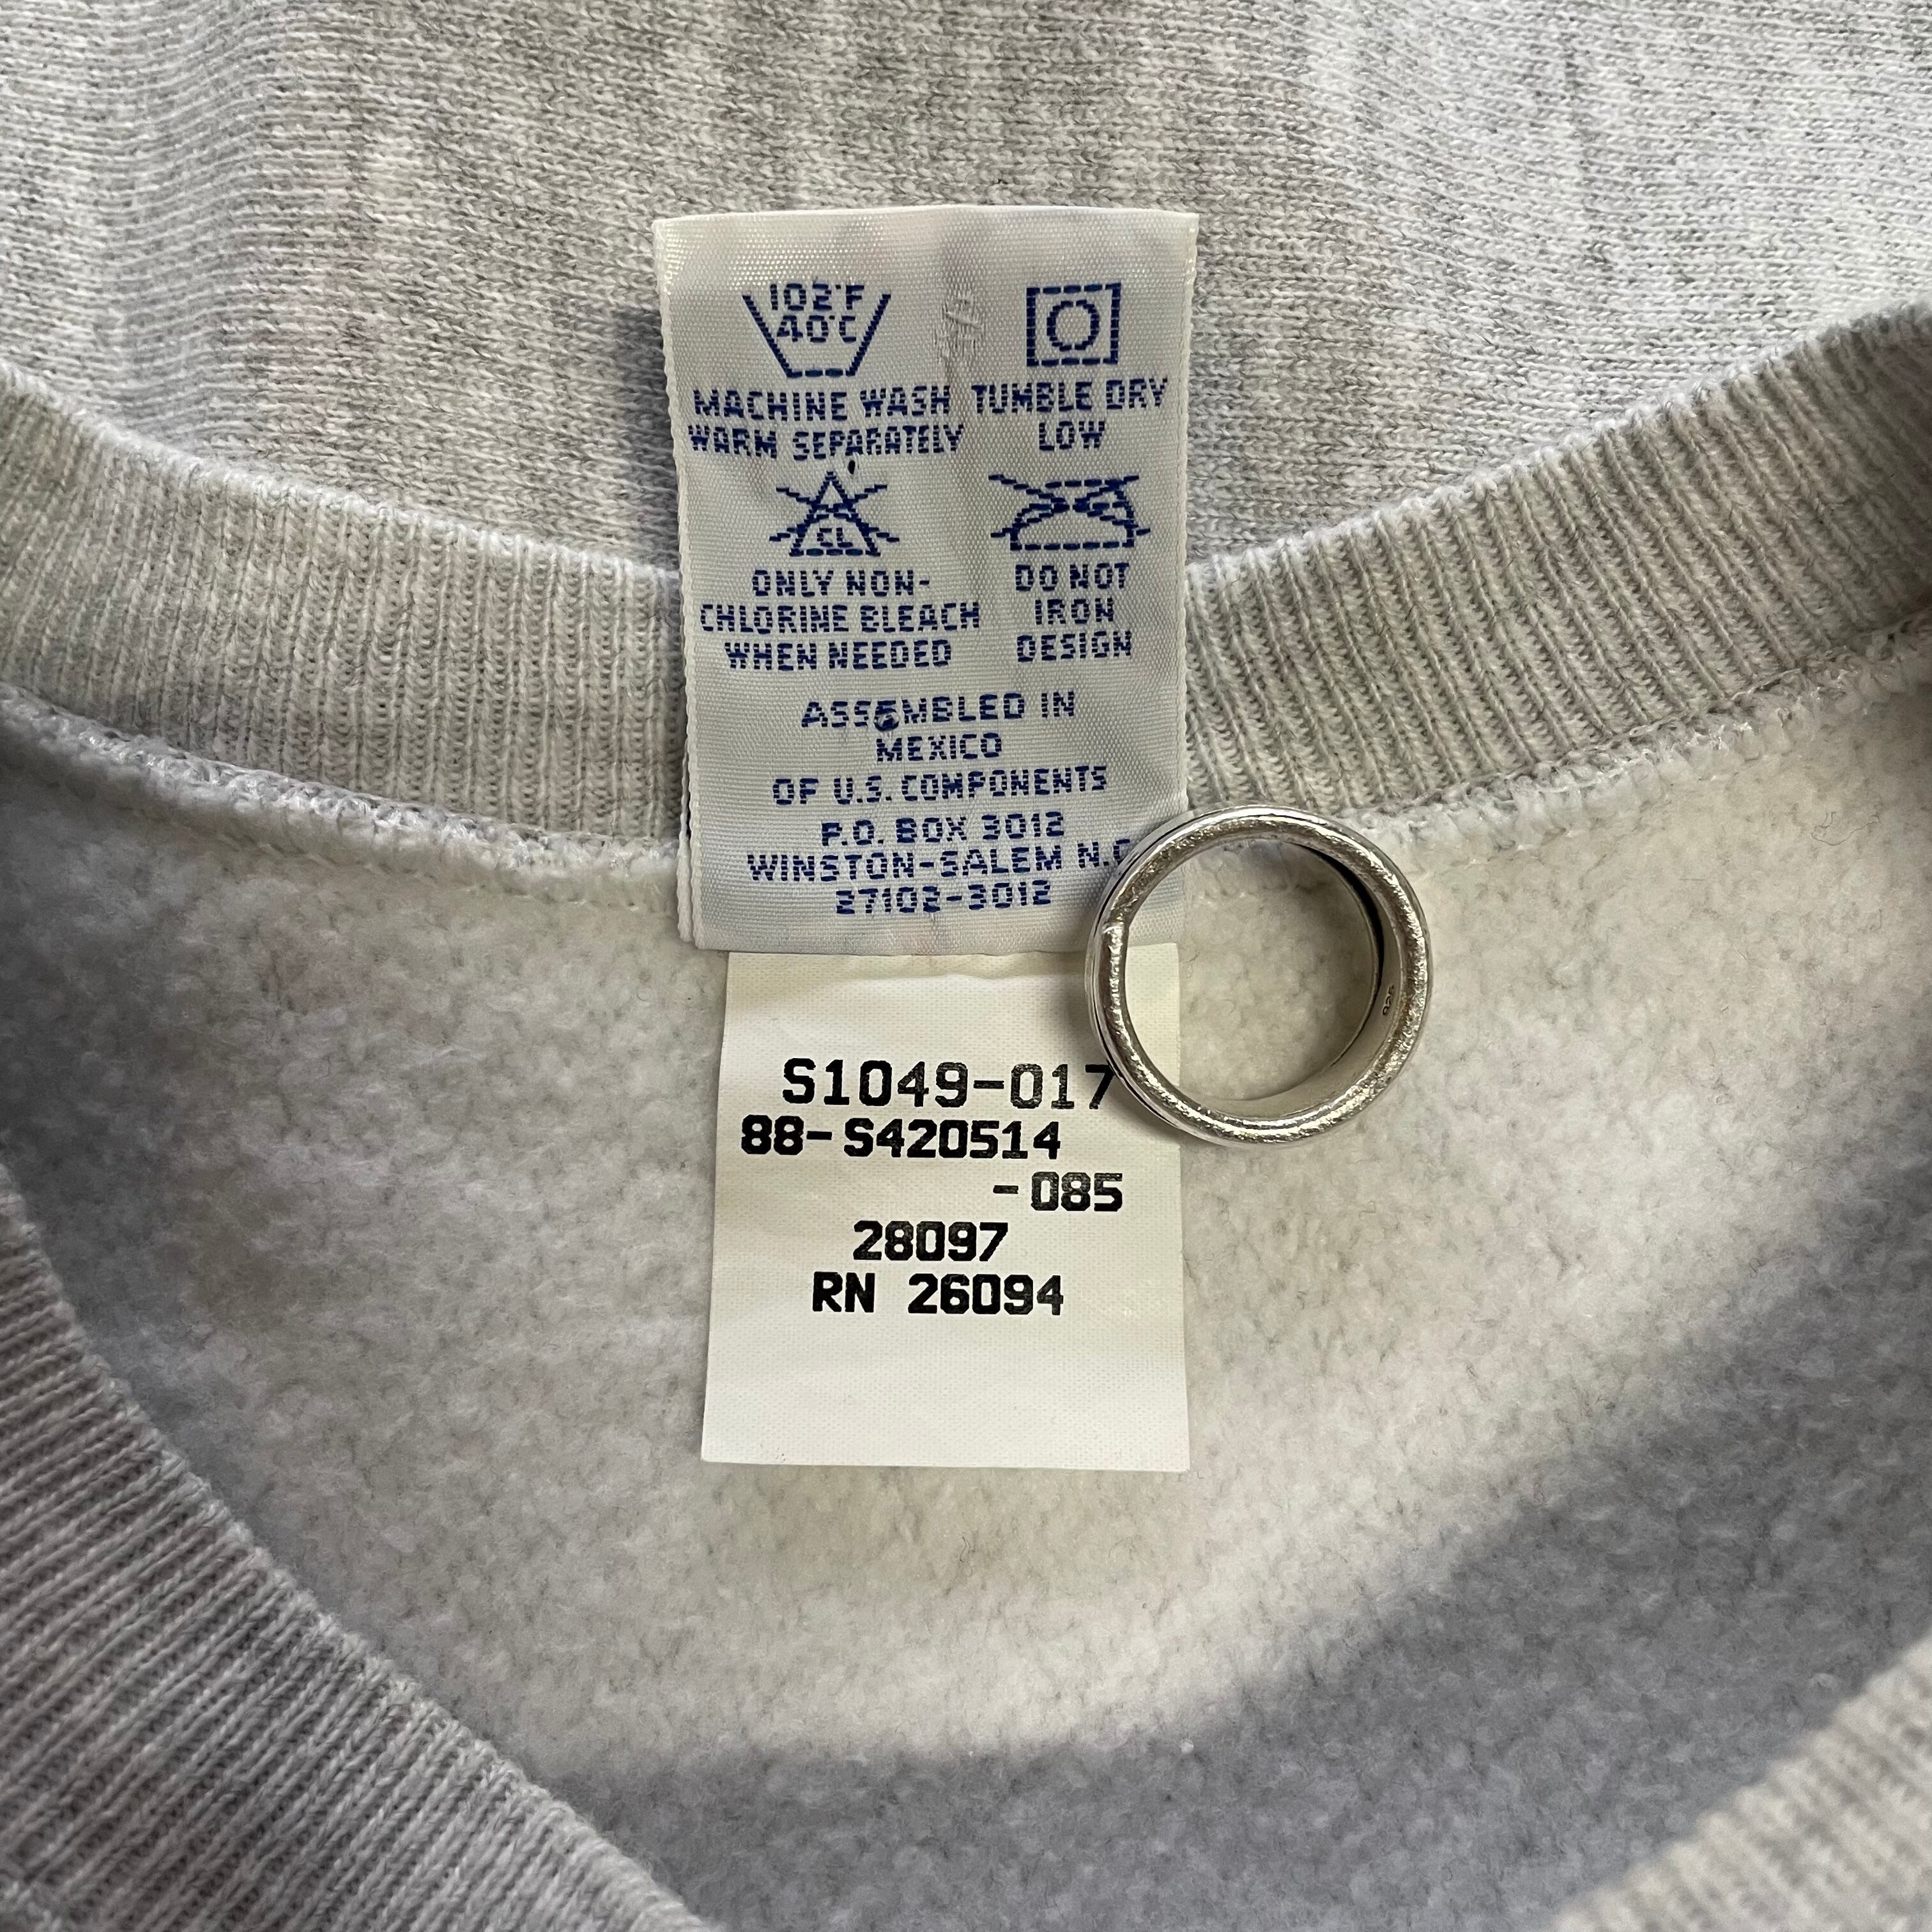 102°F
40°C
MACHINE WASH
WARM SEPARATELY
TUMBLE DRY
LOW
CL
ONLY NON-
CHLORINE BLEACH
WHEN NEEDED
DO NOT
IRON
DESIGN
ASSEMBLED IN
MEXICO
OF U.S. COMPONENTS
P.O. BOX 3012
WINSTON-SALEM N.C
27102-3012
925
S1049-017
88-S420514
-085
28097
RN 26094